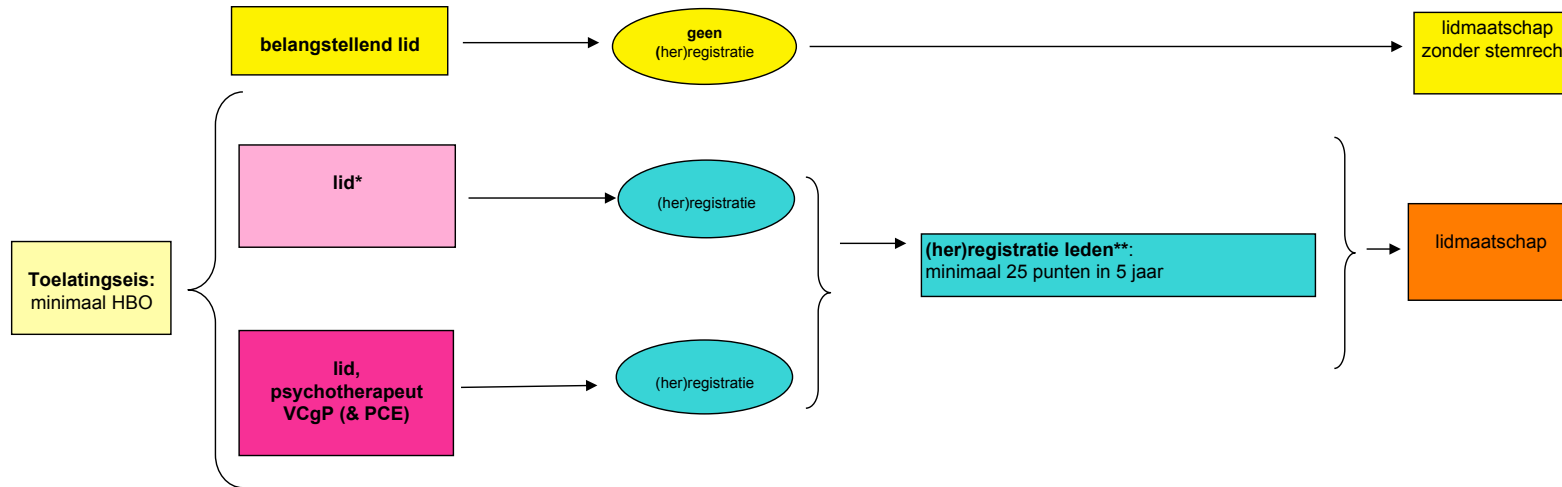 belangstellend lid
geen
(her)registratie
lidmaatschap
zonder stemrech
lid*
(her)registratie
Toelatingseis:
minimaal HBO
(her)registratie leden**:
minimaal 25 punten in 5 jaar
lidmaatschap
lid,
psychotherapeut
VCgP (& PCE)
(her)registratie